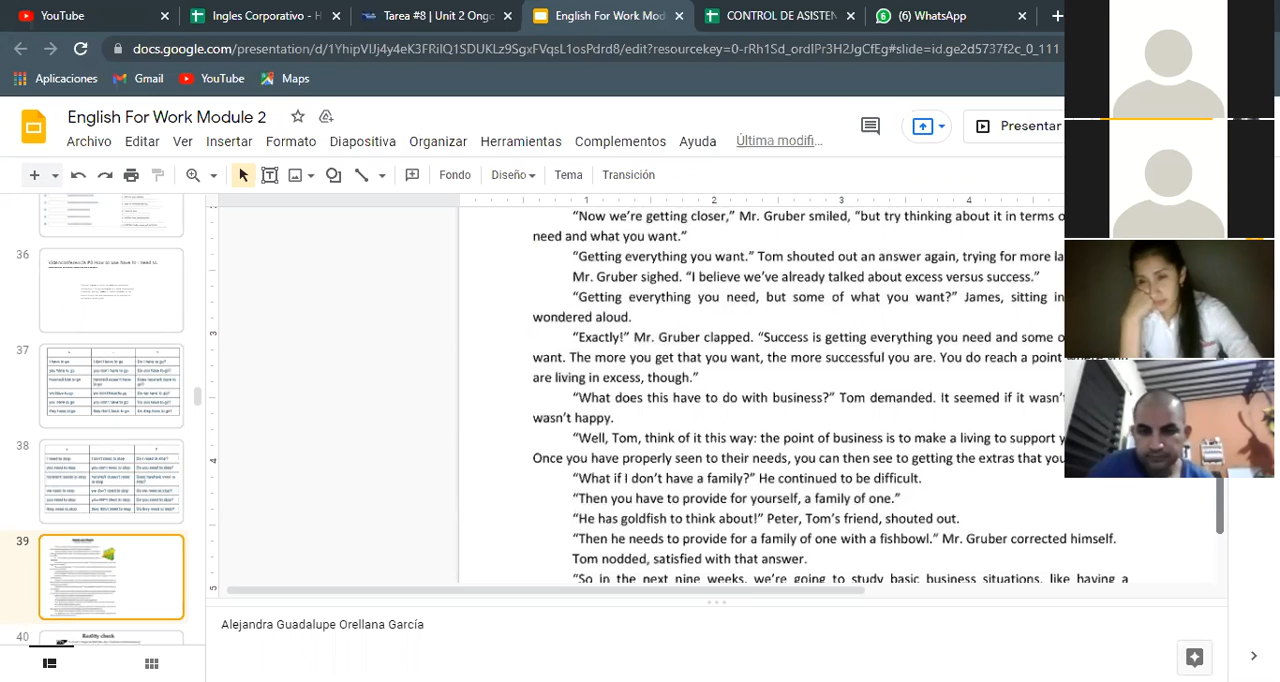 YouTube
Ingles Corporativo - H
Tarea #8 | Unit 2 Ongo
English For Work Mod
CONTROL DE ASISTEN
(6) WhatsApp
docs.google.com/presentation/d/1YhipVlJj4y4eK3FRilQ1SDUKLz9SgxFVqsL1osPdrd8/edit?resourcekey=0-rRh1Sd_ordIPr3H2JgCfEg#slide=id.ge2d5737f2c_0_111
Aplicaciones
Gmail
YouTube
Maps
English For Work Module 2
Archivo Editar Ver Insertar Formato Diapositiva Organizar Herramientas Complementos Ayuda Última modifi...
Presentar
Fondo Diseño Tema Transición
2 3 4
“Now we’re getting closer,” Mr. Gruber smiled, “but try thinking about it in terms o
need and what you want.”
“Getting everything you want.” Tom shouted out an answer again, trying for more la
Mr. Gruber sighed. “I believe we’ve already talked about excess versus success.”
“Getting everything you need, but some of what you want?” James, sitting in
wondered aloud.
“Exactly!” Mr. Gruber clapped. “Success is getting everything you need and some o
want. The more you get that you want, the more successful you are. You do reach a point
are living in excess, though.”
“What does this have to do with business?” Tom demanded. It seemed if it wasn’
wasn’t happy.
“Well, Tom, think of it this way: the point of business is to make a living to support y
Once you have properly seen to their needs, you can then see to getting the extras that you
“What if I don’t have a family?” He continued to be difficult.
“Then you have to provide for yourself, a family of one.”
“He has goldfish to think about!” Peter, Tom’s friend, shouted out.
“Then he needs to provide for a family of one with a fishbowl.” Mr. Gruber corrected himself.
Tom nodded, satisfied with that answer.
“So in the next nine weeks, we’re going to study basic business situations, like having a
3
4
5
36
37
38
39
40
Reality check
Alejandra Guadalupe Orellana García